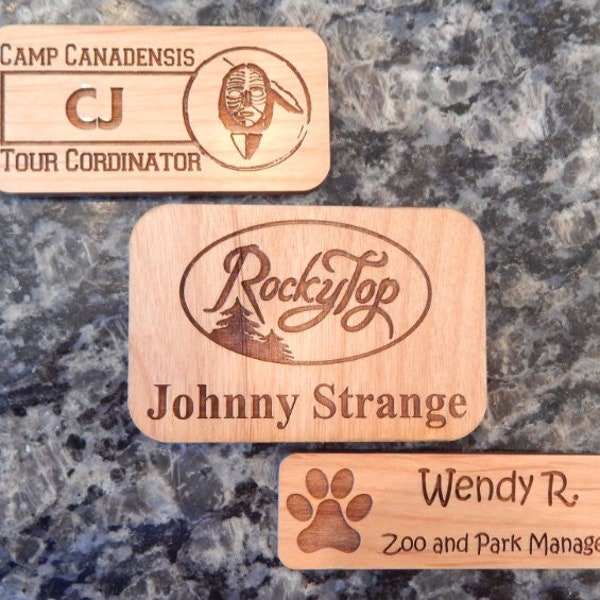 CAMP CANADENSIS
CJ
TOUR CORDINATOR
RockyTop
Johnny Strange
Wendy R.
Zoo and Park Manage